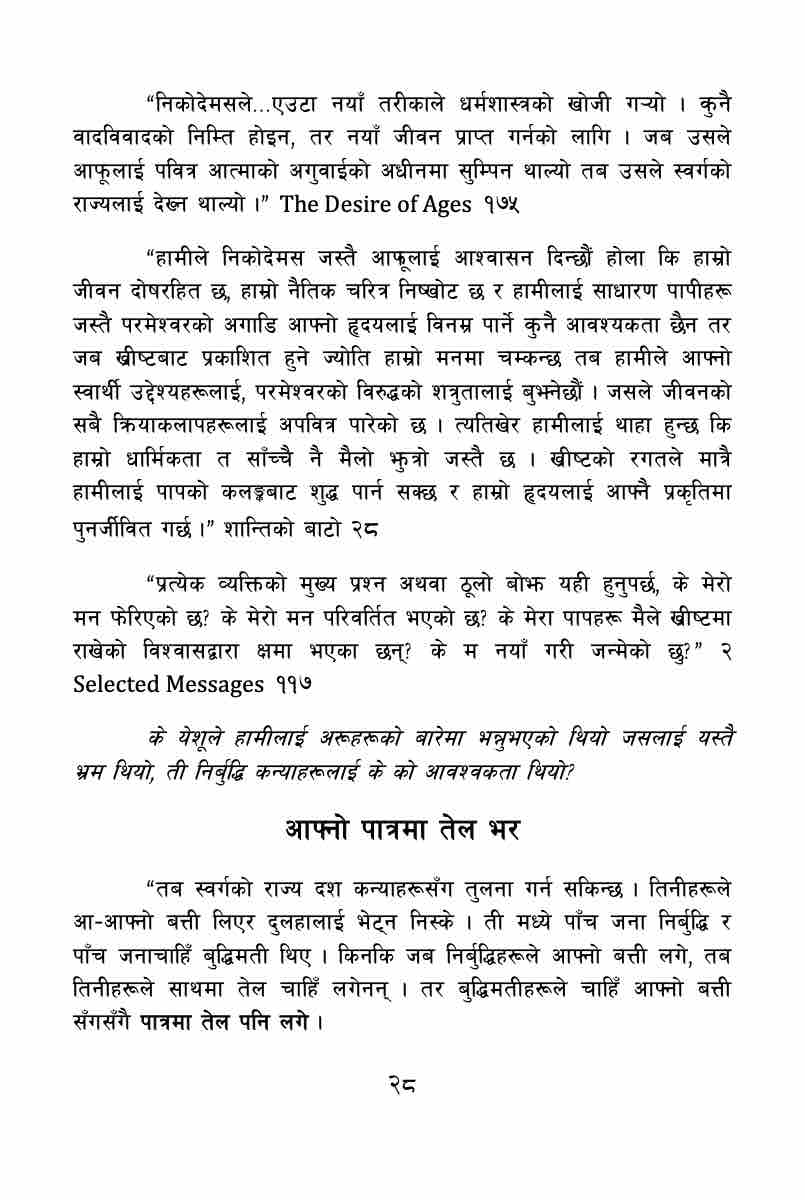 “निकोदेमसले...एउटा नयाँ तरीकाले धर्मशास्त्रको खोजी गर्‍यो । कुनै
वादविवादको निम्ति होइन, तर नयाँ जीवन प्राप्त गर्नको लागि । जब उसले
आफूलाई पवित्र आत्माको अगुवाईको अधीनमा सुम्पिन थाल्यो तब उसले स्वर्गको
राज्यलाई देख्न थाल्यो ।” The Desire of Ages १७५
“हामीले निकोदेमस जस्तै आफूलाई आश्वासन दिन्छौं होला कि हाम्रो
जीवन दोषरहित छ, हाम्रो नैतिक चरित्र निष्खोट छ र हामीलाई साधारण पापीहरू
जस्तै परमेश्वरको अगाडि आफ्नो हृदयलाई विनम्र पार्ने कुनै आवश्यकता छैन तर
जब ख्रीष्टबाट प्रकाशित हुने ज्योति हाम्रो मनमा चम्कन्छ तब हामीले आफ्नो
स्वार्थी उद्देश्यहरूलाई, परमेश्वरको विरुद्धको शत्रुतालाई बुझ्नेछौं । जसले जीवनको
सबै क्रियाकलापहरूलाई अपवित्र पारेको छ । त्यतिखेर हामीलाई थाहा हुन्छ कि
हाम्रो धार्मिकता त साँच्चै नै मैलो झुत्रो जस्तै छ । ख्रीष्टको रगतले मात्रै
हामीलाई पापको कलङ्कबाट शुद्ध पार्न सक्छ र हाम्रो हृदयलाई आफ्नै प्रकृतिमा
पुनर्जीवित गर्छ ।” शान्तिको बाटो २८
“प्रत्येक व्यक्तिको मुख्य प्रश्न अथवा ठूलो बोझ यही हुनुपर्छ, के मेरो
मन फेरिएको छ? के मेरो मन परिवर्तित भएको छ? के मेरा पापहरू मैले ख्रीष्टमा
राखेको विश्वासद्वारा क्षमा भएका छन्? के म नयाँ गरी जन्मेको छु?” २
Selected Messages ११७
के येशूले हामीलाई अरूहरूको बारेमा भन्नुभएको थियो जसलाई यस्तै
भ्रम थियो, ती निर्बुद्धि कन्याहरूलाई के को आवश्वकता थियो?
आफ्नो पात्रमा तेल भर
“तब स्वर्गको राज्य दश कन्याहरूसँग तुलना गर्न सकिन्छ । तिनीहरूले
आ-आफ्नो बत्ती लिएर दुलहालाई भेट्न निस्के । ती मध्ये पाँच जना निर्बुद्धि र
पाँच जनाचाहिँ बुद्धिमती थिए । किनकि जब निर्बुद्धिहरूले आफ्नो बत्ती लगे, तब
तिनीहरूले साथमा तेल चाहिँ लगेनन् । तर बुद्धिमतीहरूले चाहिँ आफ्नो बत्ती
सँगसँगै पात्रमा तेल पनि लगे ।
२८